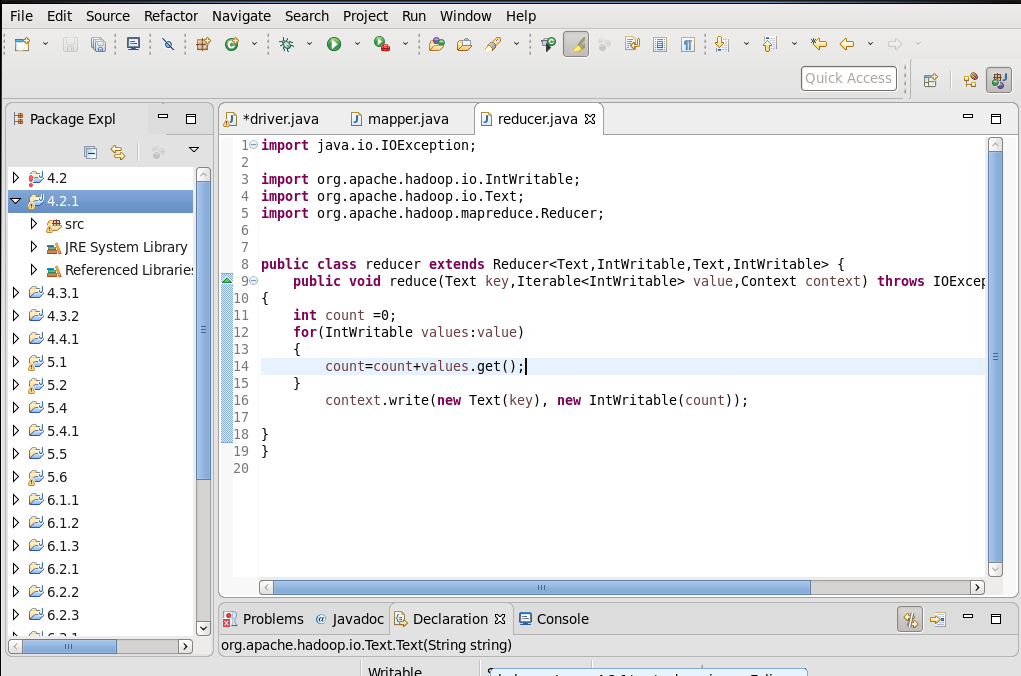 File Edit Source Refactor Navigate Search Project Run Window Help
Quick Access
Package Expl
*driver.java mapper.java reducer.java
4.2
4.2.1
src
JRE System Library
Referenced Libraries
4.3.1
4.3.2
4.4.1
5.1
5.2
5.4
5.4.1
5.5
5.6
6.1.1
6.1.2
6.1.3
6.2.1
6.2.2
6.2.3
1 import java.io.IOException;
2
3 import org.apache.hadoop.io.IntWritable;
4 import org.apache.hadoop.io.Text;
5 import org.apache.hadoop.mapreduce.Reducer;
6
7
8 public class reducer extends Reducer<Text,IntWritable,Text,IntWritable> {
9 public void reduce(Text key,Iterable<IntWritable> value,Context context) throws IOExcep
10 {
11 int count =0;
12 for(IntWritable values:value)
13 {
14 count=count+values.get();
15 }
16 context.write(new Text(key), new IntWritable(count));
17
18 }
19 }
20
Problems @ Javadoc Declaration Console
org.apache.hadoop.io.Text.Text(String string)
Writable